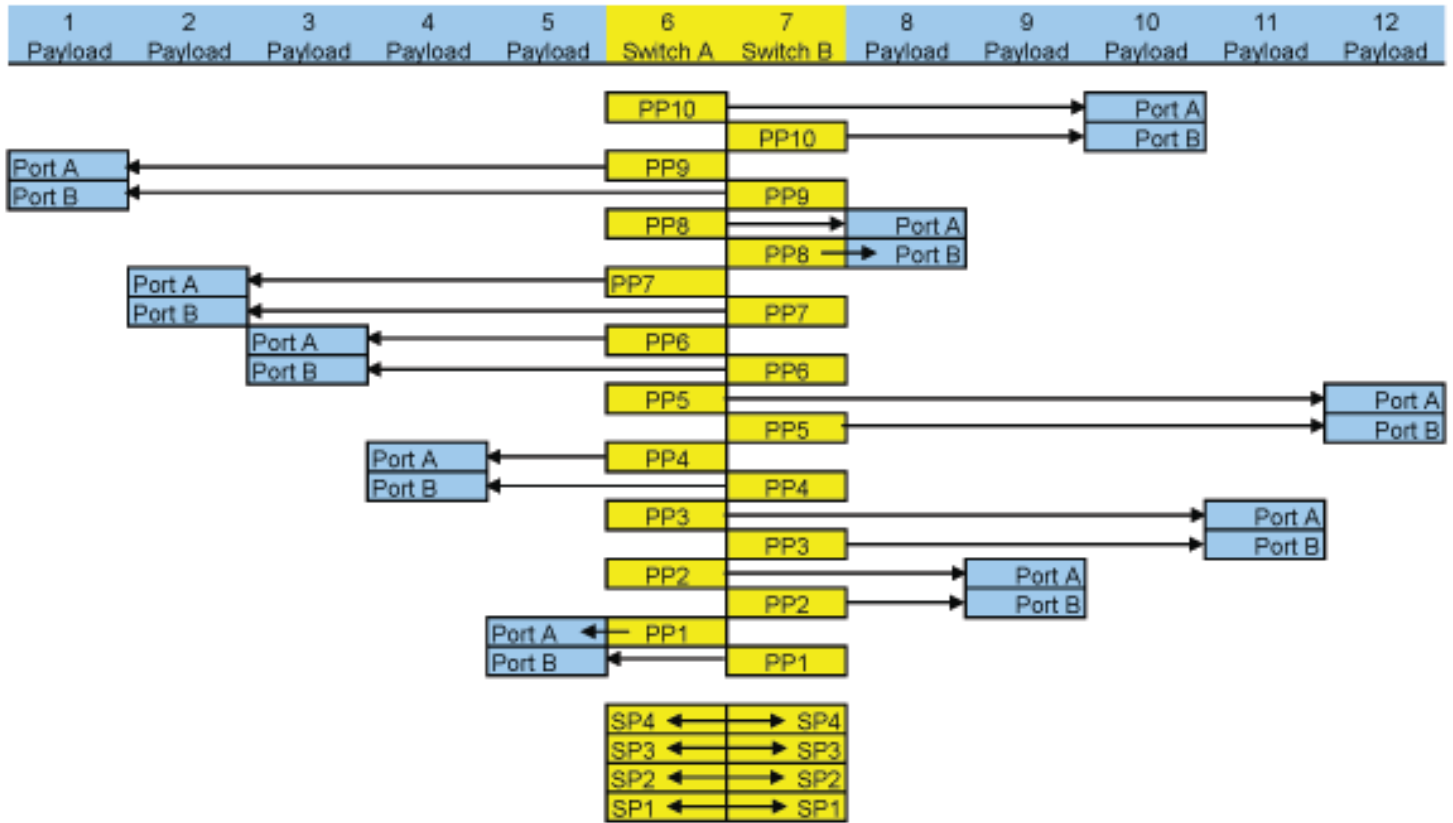 1 2 3 4 5 6 7 8 9 10 11 12
Payload Payload Payload Payload Payload Switch A Switch B Payload Payload Payload Payload Payload
PP10 Port A
PP10 Port B
Port A PP9
Port B PP9
PP8 Port A
PP8 Port B
Port A PP7
Port B PP7
Port A PP6
Port B PP6
PP5 Port A
PP5 Port B
Port A PP4
Port B PP4
PP3 Port A
PP3 Port B
PP2 Port A
PP2 Port B
Port A PP1
Port B PP1
SP4 SP4
SP3 SP3
SP2 SP2
SP1 SP1